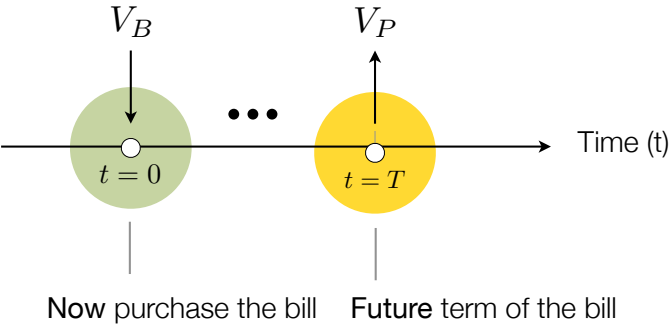 V_B V_P
•••
Time (t)
t = 0 t = T
Now purchase the bill Future term of the bill